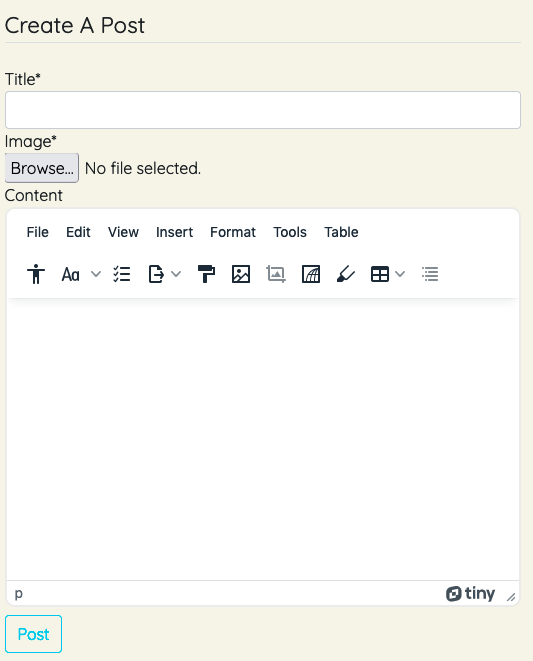 Create A Post
Title*
Image*
Browse... No file selected.
Content
File Edit View Insert Format Tools Table
Aa
p tiny
Post